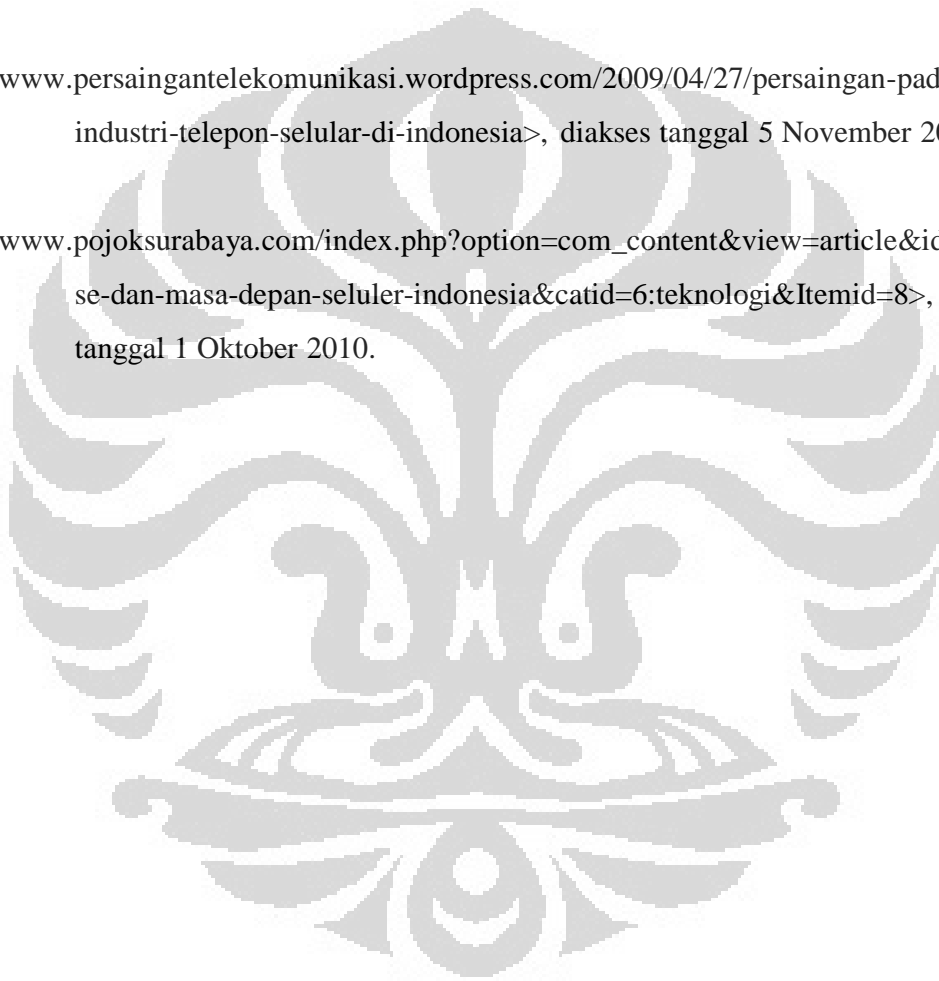 www.persaingantelekomunikasi.wordpress.com/2009/04/27/persaingan-pad
industri-telepon-selular-di-indonesia>, diakses tanggal 5 November 20
www.pojoksurabaya.com/index.php?option=com_content&view=article&id
se-dan-masa-depan-seluler-indonesia&catid=6:teknologi&Itemid=8>,
tanggal 1 Oktober 2010.